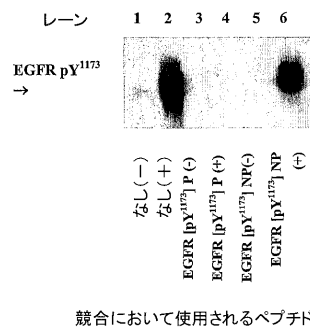 レーン 1 2 3 4 5 6
EGFR pY1173
→
なし(−)
なし(+)
EGFR [pY1173] P (-)
EGFR [pY1173] P (+)
EGFR [pY1173] NP(-)
EGFR [pY1173] NP
(+)
競合において使用されるペプチド